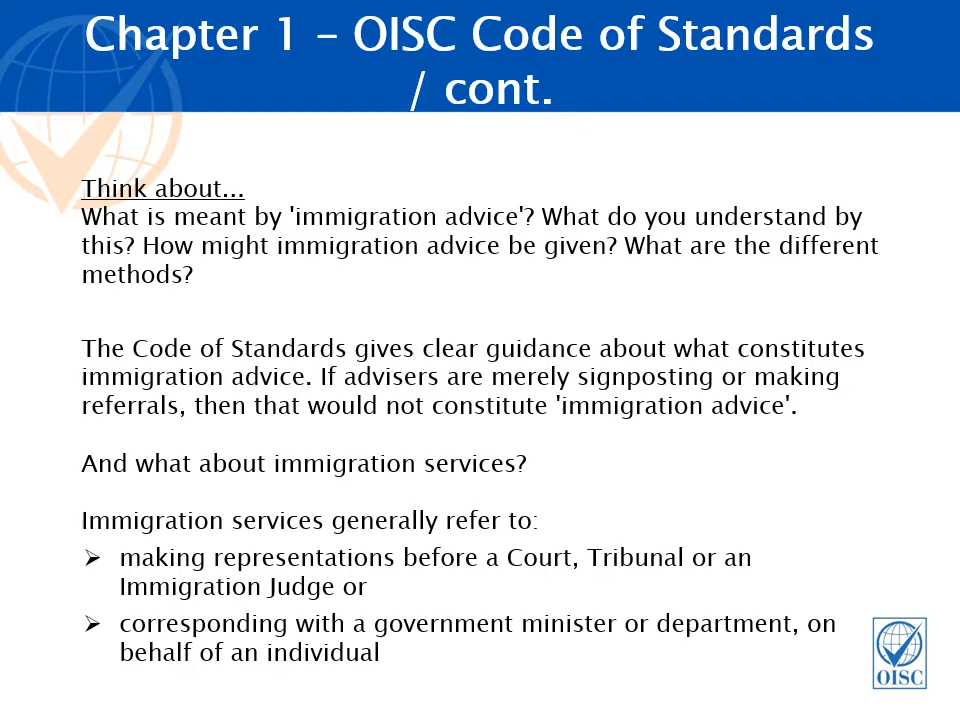 Chapter 1 – OISC Code of Standards
/ cont.
Think about...
What is meant by 'immigration advice'? What do you understand by
this? How might immigration advice be given? What are the different
methods?
The Code of Standards gives clear guidance about what constitutes
immigration advice. If advisers are merely signposting or making
referrals, then that would not constitute 'immigration advice'.
And what about immigration services?
Immigration services generally refer to:
➢ making representations before a Court, Tribunal or an
Immigration Judge or
➢ corresponding with a government minister or department, on
behalf of an individual
OISC